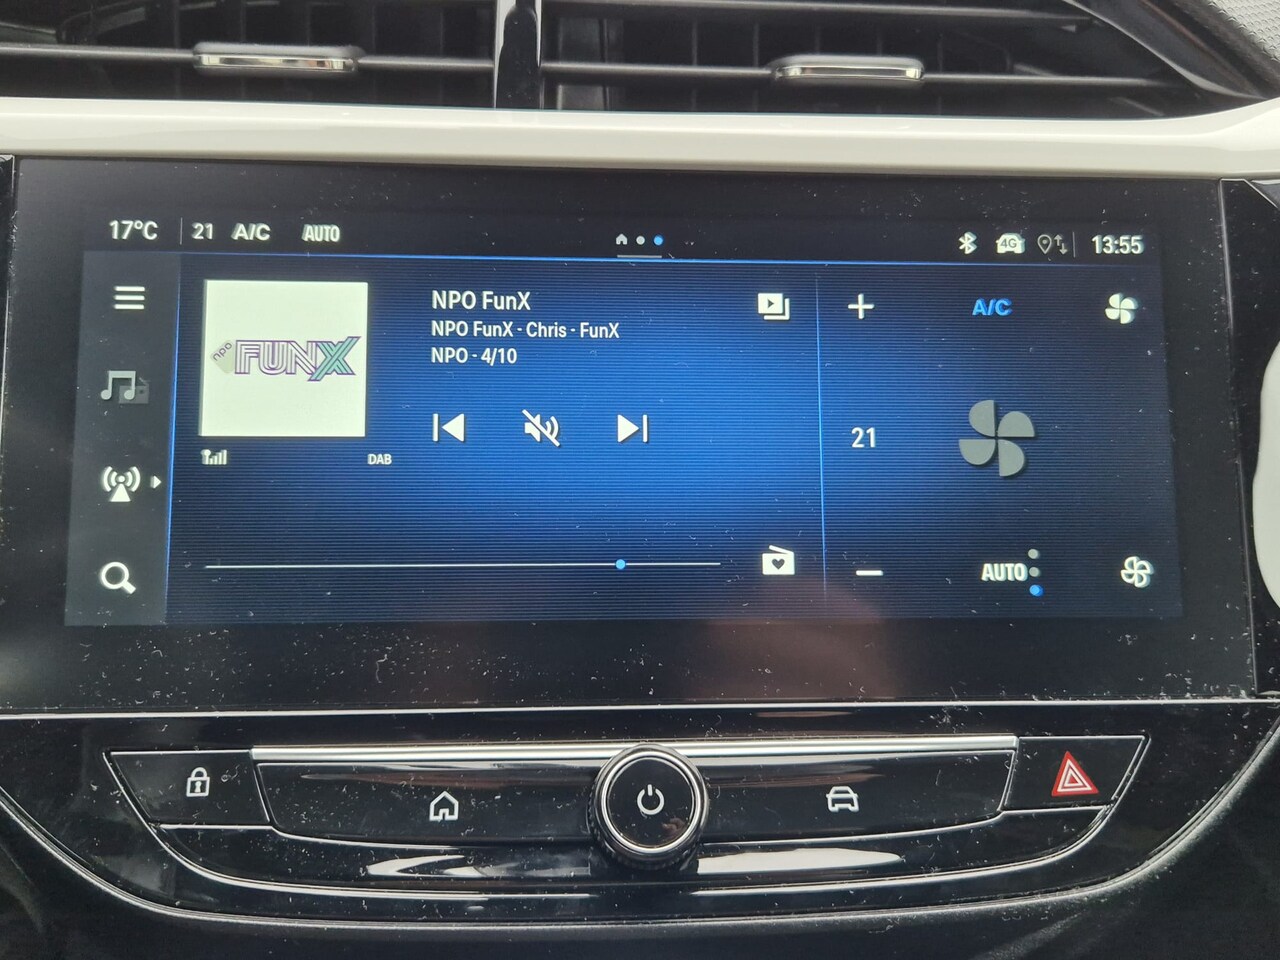 17°C 21 A/C AUTO 4G 13:55
NPO FunX
NPO FunX - Chris - FunX
NPO - 4/10
npo FUNX
DAB
A/C
21
AUTO